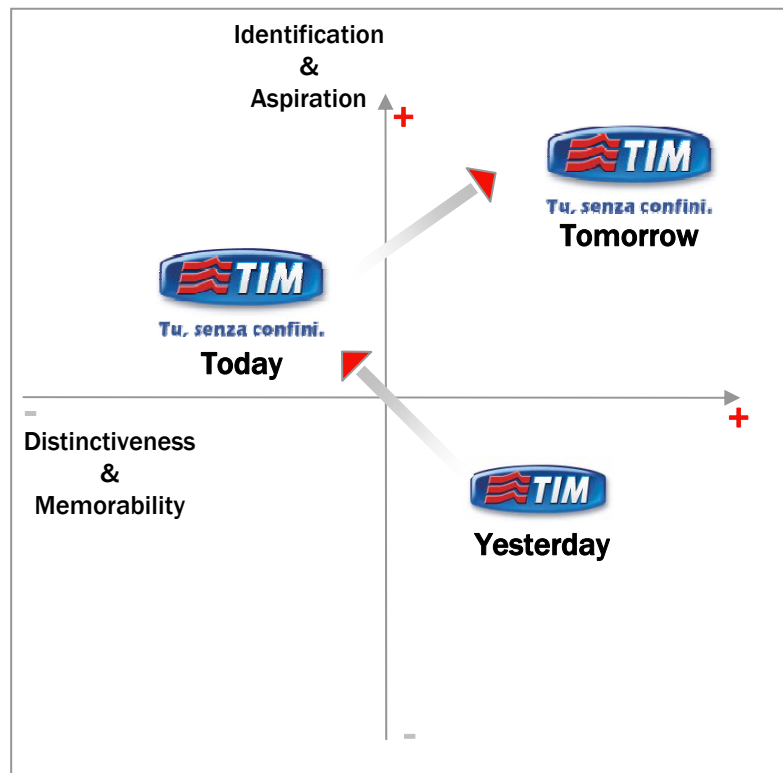 Identification
&
Aspiration
+
TIM
Tu, senza confini.
Tomorrow
TIM
Tu, senza confini.
Today
-
+
Distinctiveness
&
Memorability
TIM
Yesterday
-